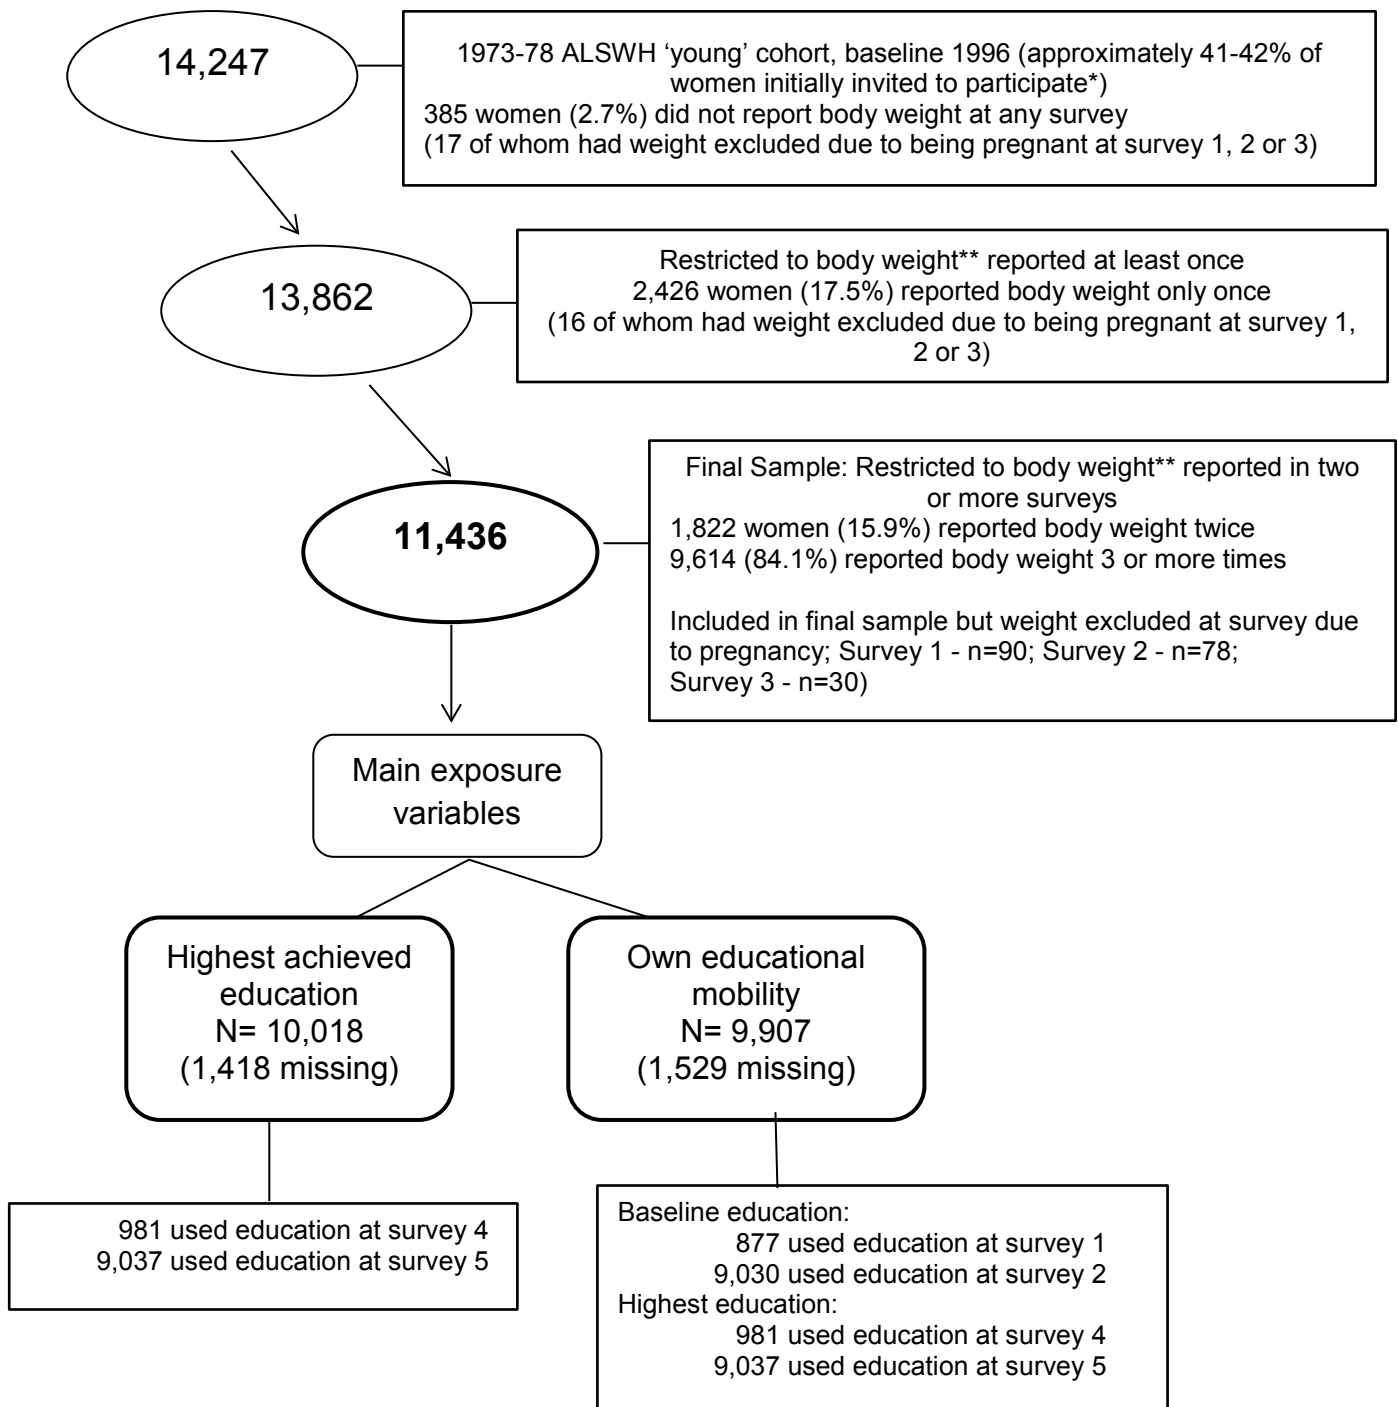 14,247
1973-78 ALSWH ‘young’ cohort, baseline 1996 (approximately 41-42% of
women initially invited to participate*)
385 women (2.7%) did not report body weight at any survey
(17 of whom had weight excluded due to being pregnant at survey 1, 2 or 3)
13,862
Restricted to body weight** reported at least once
2,426 women (17.5%) reported body weight only once
(16 of whom had weight excluded due to being pregnant at survey 1,
2 or 3)
11,436
Final Sample: Restricted to body weight** reported in two
or more surveys
1,822 women (15.9%) reported body weight twice
9,614 (84.1%) reported body weight 3 or more times
Included in final sample but weight excluded at survey due
to pregnancy; Survey 1 - n=90; Survey 2 - n=78;
Survey 3 - n=30)
Main exposure
variables
Highest achieved
education
N= 10,018
(1,418 missing)
Own educational
mobility
N= 9,907
(1,529 missing)
981 used education at survey 4
9,037 used education at survey 5
Baseline education:
877 used education at survey 1
9,030 used education at survey 2
Highest education:
981 used education at survey 4
9,037 used education at survey 5